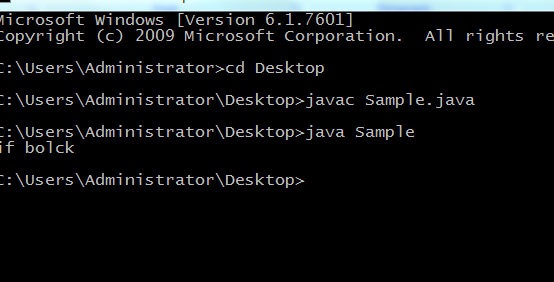 Microsoft Windows [Version 6.1.7601]
Copyright (c) 2009 Microsoft Corporation.  All rights re
C:\Users\Administrator>cd Desktop
C:\Users\Administrator\Desktop>javac Sample.java
C:\Users\Administrator\Desktop>java Sample
if bolck
C:\Users\Administrator\Desktop>